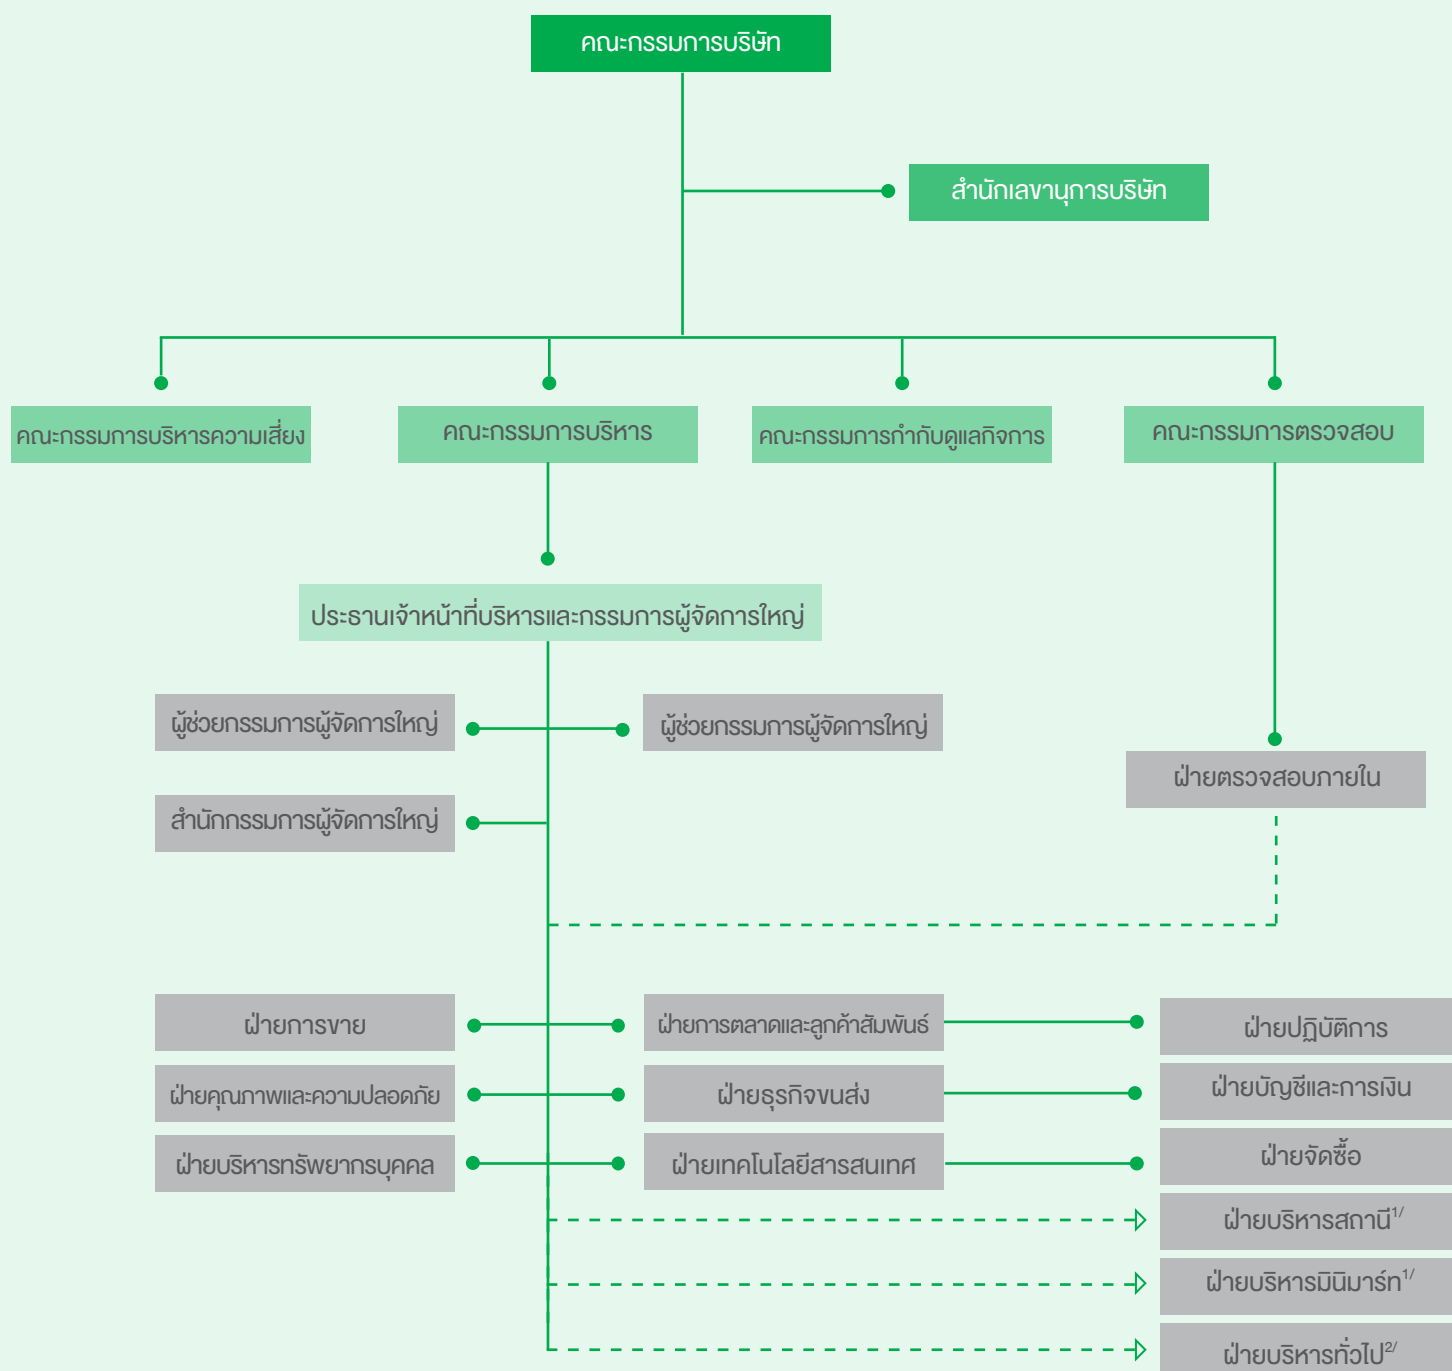 คณะกรรมการบริษัท
สำนักเลขานุการบริษัท
คณะกรรมการบริหารความเสี่ยง
คณะกรรมการบริหาร
คณะกรรมการกำกับดูแลกิจการ
คณะกรรมการตรวจสอบ
ประธานเจ้าหน้าที่บริหารและกรรมการผู้จัดการใหญ่
ผู้ช่วยกรรมการผู้จัดการใหญ่
ผู้ช่วยกรรมการผู้จัดการใหญ่
ฝ่ายตรวจสอบภายใน
สำนักกรรมการผู้จัดการใหญ่
ฝ่ายการขาย
ฝ่ายการตลาดและลูกค้าสัมพันธ์
ฝ่ายปฏิบัติการ
ฝ่ายคุณภาพและความปลอดภัย
ฝ่ายธุรกิจขนส่ง
ฝ่ายบัญชีและการเงิน
ฝ่ายบริหารทรัพยากรบุคคล
ฝ่ายเทคโนโลยีสารสนเทศ
ฝ่ายจัดซื้อ
ฝ่ายบริหารสถานี1/
ฝ่ายบริหารมินิมาร์ท1/
ฝ่ายบริหารทั่วไป2/